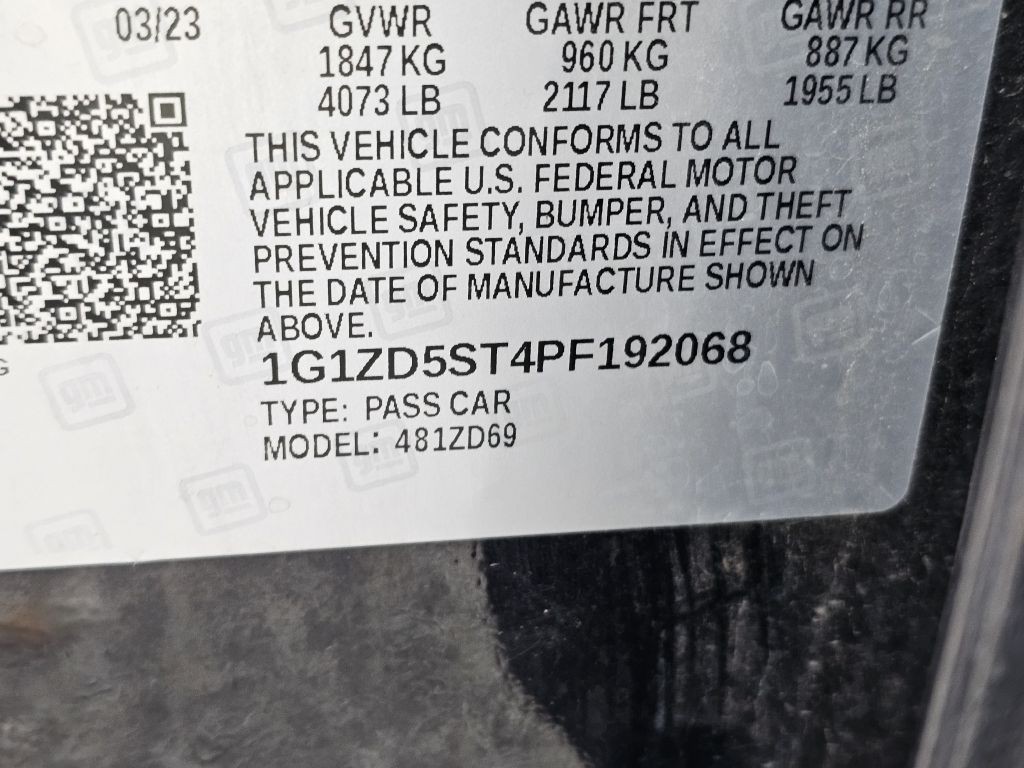 03/23 GVWR GAWR FRT GAWR RR
1847 KG 960 KG 887 KG
4073 LB 2117 LB 1955 LB
THIS VEHICLE CONFORMS TO ALL
APPLICABLE U.S. FEDERAL MOTOR
VEHICLE SAFETY, BUMPER, AND THEFT
PREVENTION STANDARDS IN EFFECT ON
THE DATE OF MANUFACTURE SHOWN
ABOVE.
G
1G1ZD5ST4PF192068
TYPE: PASS CAR
MODEL: 481ZD69
gm